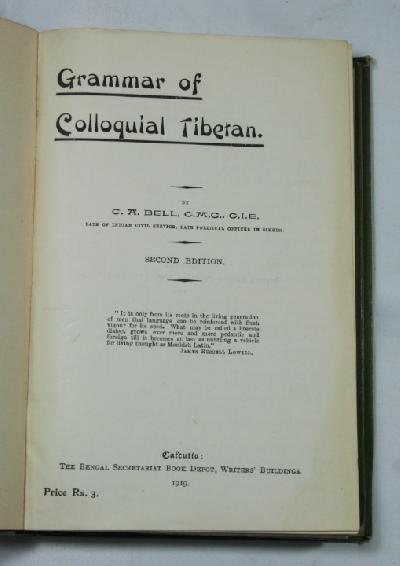 Grammar of
Colloquial Tibetan.
BY
C. A. BELL, C.M.G., C.I.E.
LATE OF INDIAN CIVIL SERVICE, LATE POLITICAL OFFICER IN SIKKIM.
SECOND EDITION.
"It is only from its roots in the living generation
of men that language can be reinforced with fresh
vigour for its need. What may be called a literate
dialect grows ever more and more pedantic and
foreign till it becomes at last as unfitting a vehicle
for living thought as Monkish Latin."
JAMES RUSSELL LOWELL.
Calcutta:
THE BENGAL SECRETARIAT BOOK DEPOT, WRITERS' BUILDINGS.
1919.
Price Rs. 3.